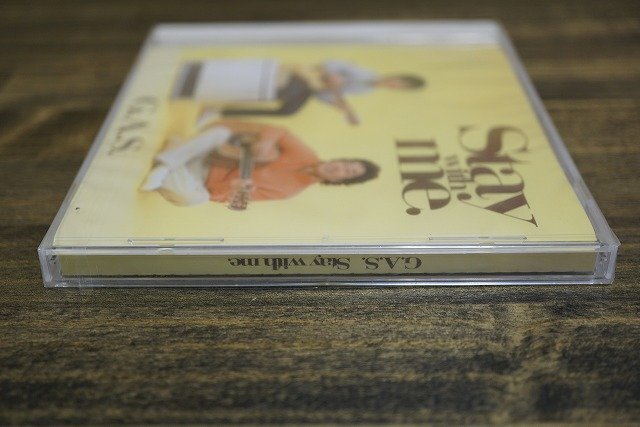 Stay
with
me.
G.A.S.
G.A.S. Stay with me.